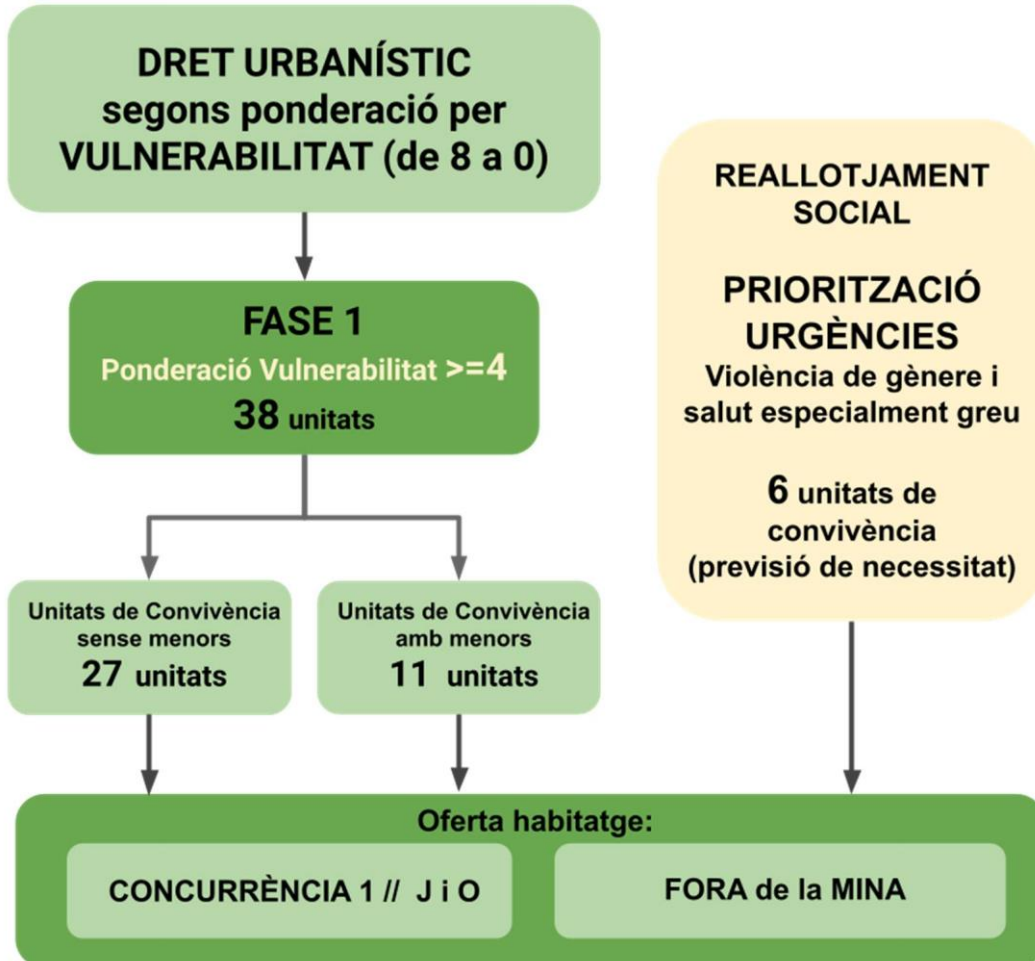 DRET URBANÍSTIC
segons ponderació per
VULNERABILITAT (de 8 a 0)
FASE 1
Ponderació Vulnerabilitat >=4
38 unitats
Unitats de Convivència
sense menors
27 unitats
Unitats de Convivència
amb menors
11 unitats
REALLOTJAMENT
SOCIAL
PRIORITZACIÓ
URGÈNCIES
Violència de gènere i
salut especialment greu
6 unitats de
convivència
(previsió de necessitat)
Oferta habitatge:
CONCURRÈNCIA 1 // J i O
FORA de la MINA